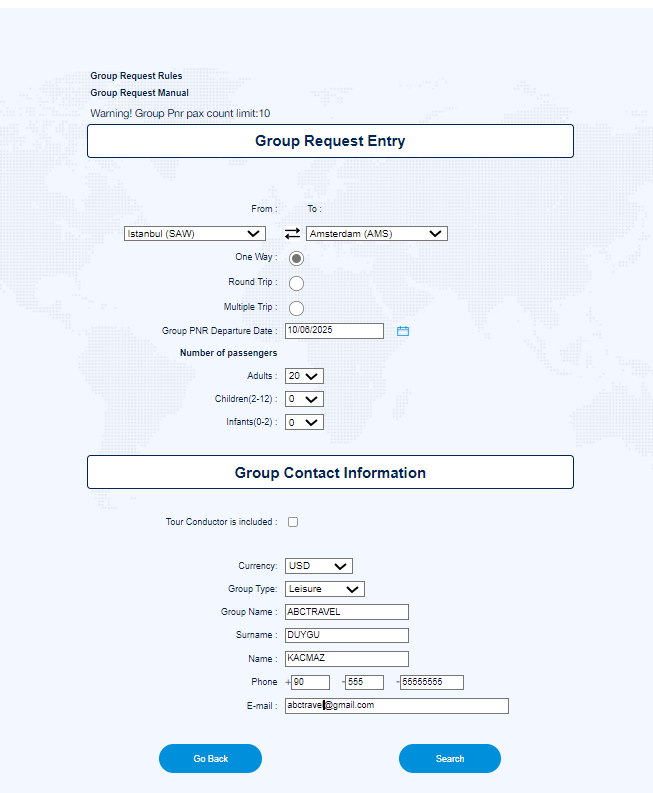 Group Request Rules
Group Request Manual
Warning! Group Pnr pax count limit:10
Group Request Entry
From : To :
Istanbul (SAW) Amsterdam (AMS)
One Way :
Round Trip :
Multiple Trip :
Group PNR Departure Date : 10/06/2025
Number of passengers
Adults : 20
Children(2-12) : 0
Infants(0-2) : 0
Group Contact Information
Tour Conductor is included :
Currency: USD
Group Type: Leisure
Group Name : ABCTRAVEL
Surname : DUYGU
Name : KACMAZ
Phone +90 -555 -55555555
E-mail : abctravel@gmail.com
Go Back Search